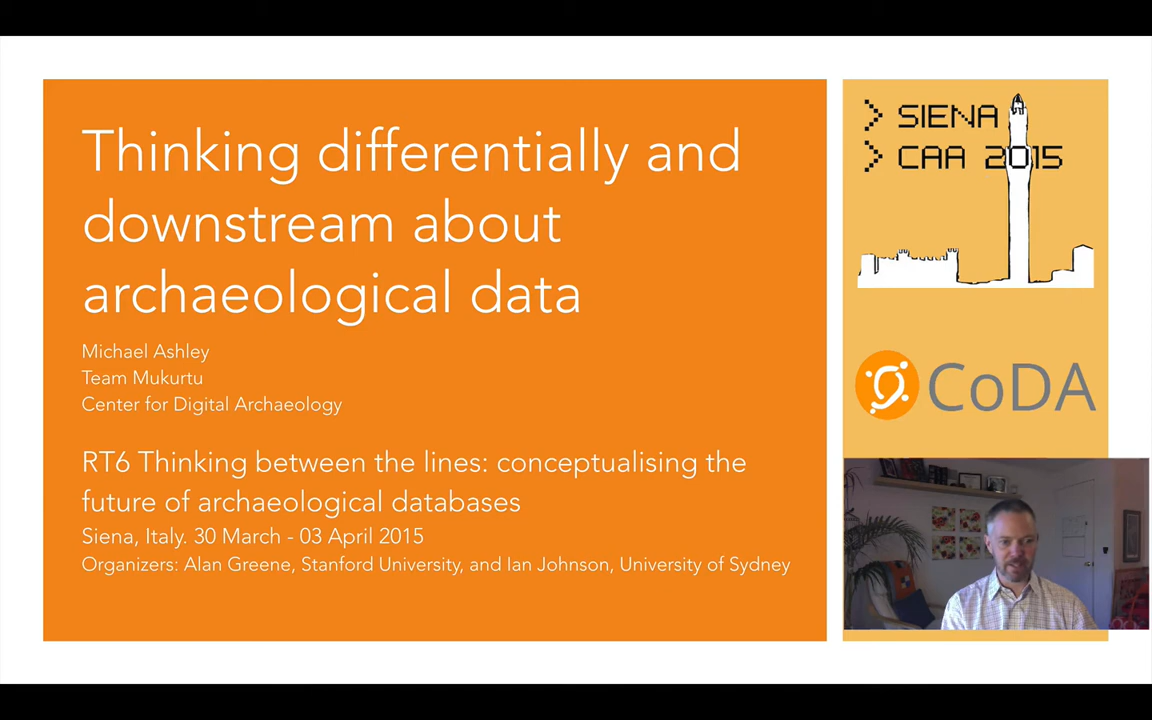 Thinking differentially and
downstream about
archaeological data
Michael Ashley
Team Mukurtu
Center for Digital Archaeology
RT6 Thinking between the lines: conceptualising the
future of archaeological databases
Siena, Italy. 30 March - 03 April 2015
Organizers: Alan Greene, Stanford University, and Ian Johnson, University of Sydney
> SIENA
> CAA 2015
CoDA